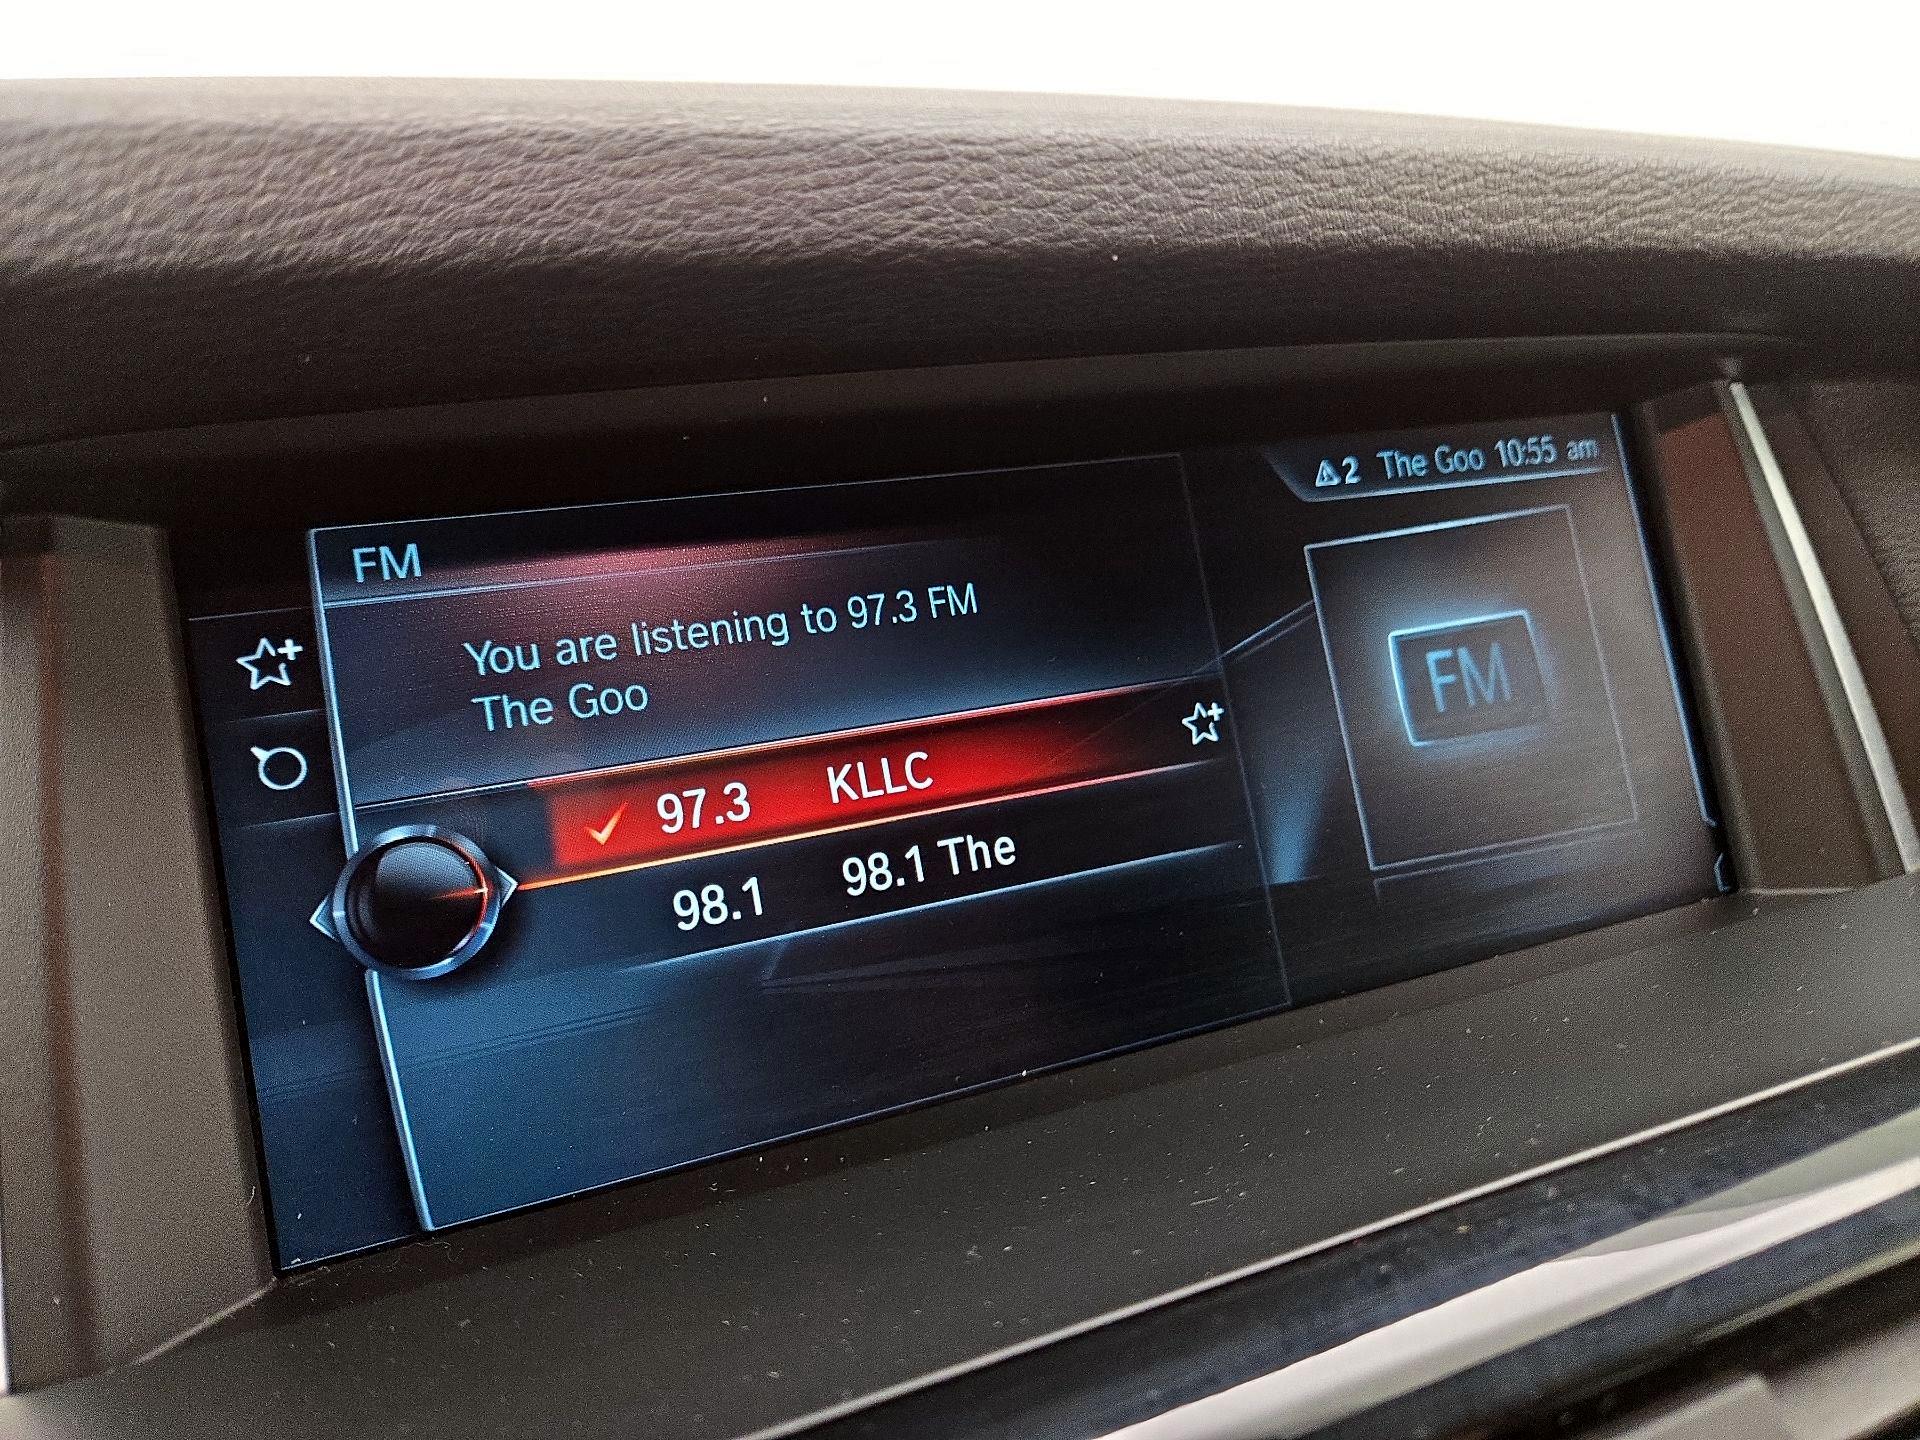 2 The Goo 10:55 am
FM
You are listening to 97.3 FM
The Goo
97.3 KLLC
98.1 98.1 The
FM